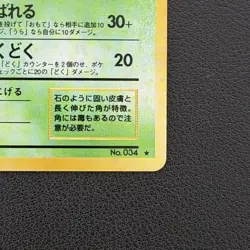 ばれる 30+
を投げて「おもて」なら相手に追加10
、「うら」なら自分に10ダメージ。
くどく 20
「どく」カウンターを2個のせ、ポケ
ェックごとに20の「どく」ダメージ。
にげる
石のように固い皮膚と
長く伸びた角が特徴。
角には毒もあるので注
意が必だ。
No. 034 ★